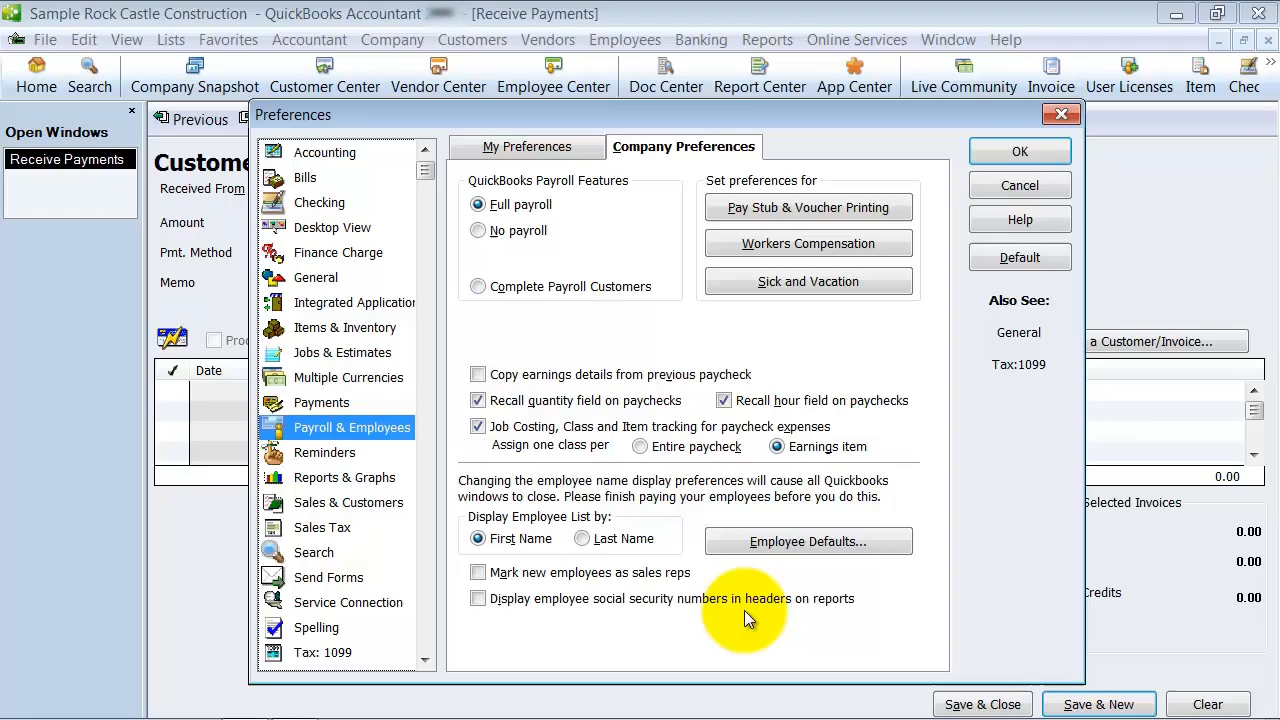 Sample Rock Castle Construction - QuickBooks Accountant - [Receive Payments]
File Edit View Lists Favorites Accountant Company Customers Vendors Employees Banking Reports Online Services Window Help
Home Search Company Snapshot Customer Center Vendor Center Employee Center Doc Center Report Center App Center Live Community Invoice User Licenses Item Chec
Open Windows
Receive Payments
Previous
Custome
Received From
Amount
Pmt. Method
Memo
Proc
Date
Preferences
Accounting
Bills
Checking
Desktop View
Finance Charge
General
Integrated Application
Items & Inventory
Jobs & Estimates
Multiple Currencies
Payments
Payroll & Employees
Reminders
Reports & Graphs
Sales & Customers
Sales Tax
Search
Send Forms
Service Connection
Spelling
Tax: 1099
My Preferences Company Preferences
QuickBooks Payroll Features
Full payroll
No payroll
Complete Payroll Customers
Set preferences for
Pay Stub & Voucher Printing
Workers Compensation
Sick and Vacation
Copy earnings details from previous paycheck
Recall quantity field on paychecks Recall hour field on paychecks
Job Costing, Class and Item tracking for paycheck expenses
Assign one class per Entire paycheck Earnings item
Changing the employee name display preferences will cause all Quickbooks
windows to close. Please finish paying your employees before you do this.
Display Employee List by:
First Name Last Name
Employee Defaults...
Mark new employees as sales reps
Display employee social security numbers in headers on reports
OK
Cancel
Help
Default
Also See:
General
Tax:1099
a Customer/Invoice...
0.00
Selected Invoices
0.00
0.00
Credits
0.00
Save & Close Save & New Clear